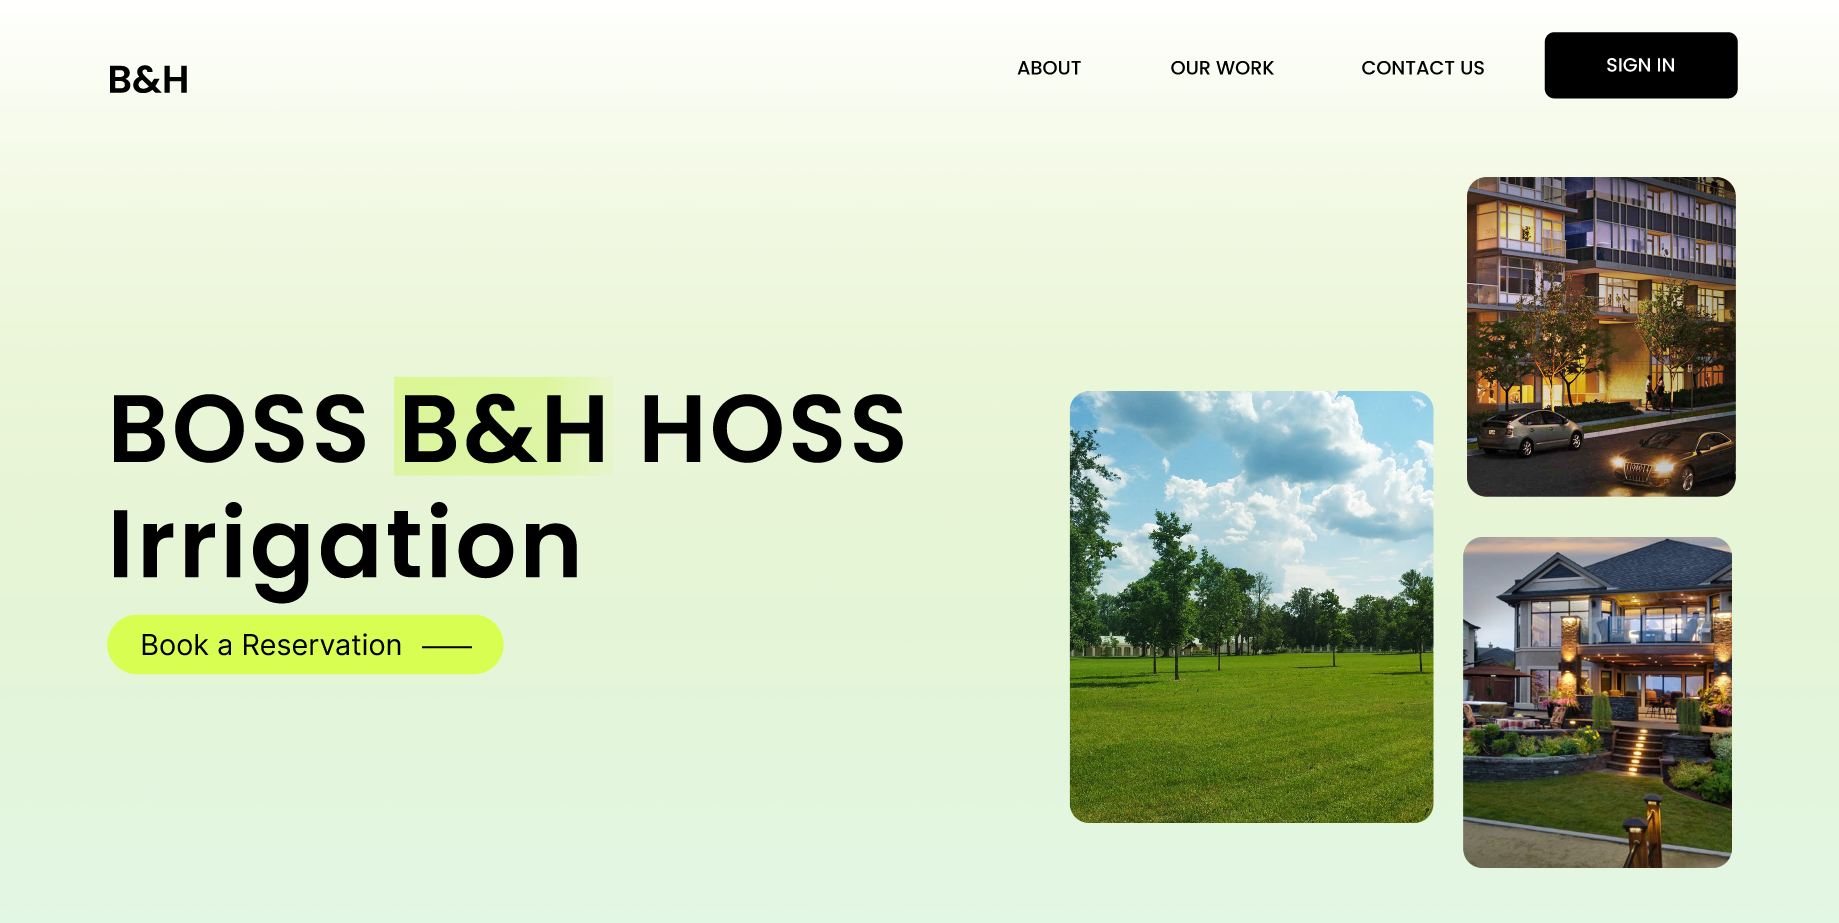 B&H
ABOUT
OUR WORK
CONTACT US
SIGN IN
BOSS B&H HOSS
Irrigation
Book a Reservation